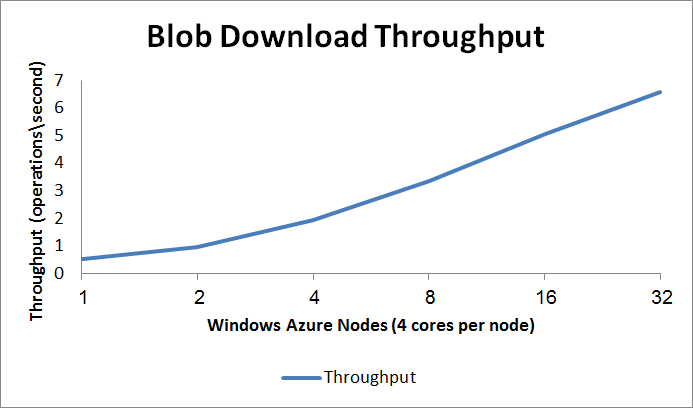 Blob Download Throughput
Throughput (operations\second)
7
6
5
4
3
2
1
0
1 2 4 8 16 32
Windows Azure Nodes (4 cores per node)
Throughput